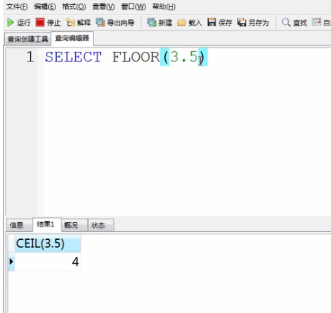 文件(F) 编辑(E) 格式(O) 查看(V) 窗口(W) 帮助(H)
运行 停止 解释 导出向导 新建 载入 保存 另存为 查找
查询创建工具 查询编辑器
1 SELECT FLOOR(3.5)
信息 结果1 概况 状态
CEIL(3.5)
4